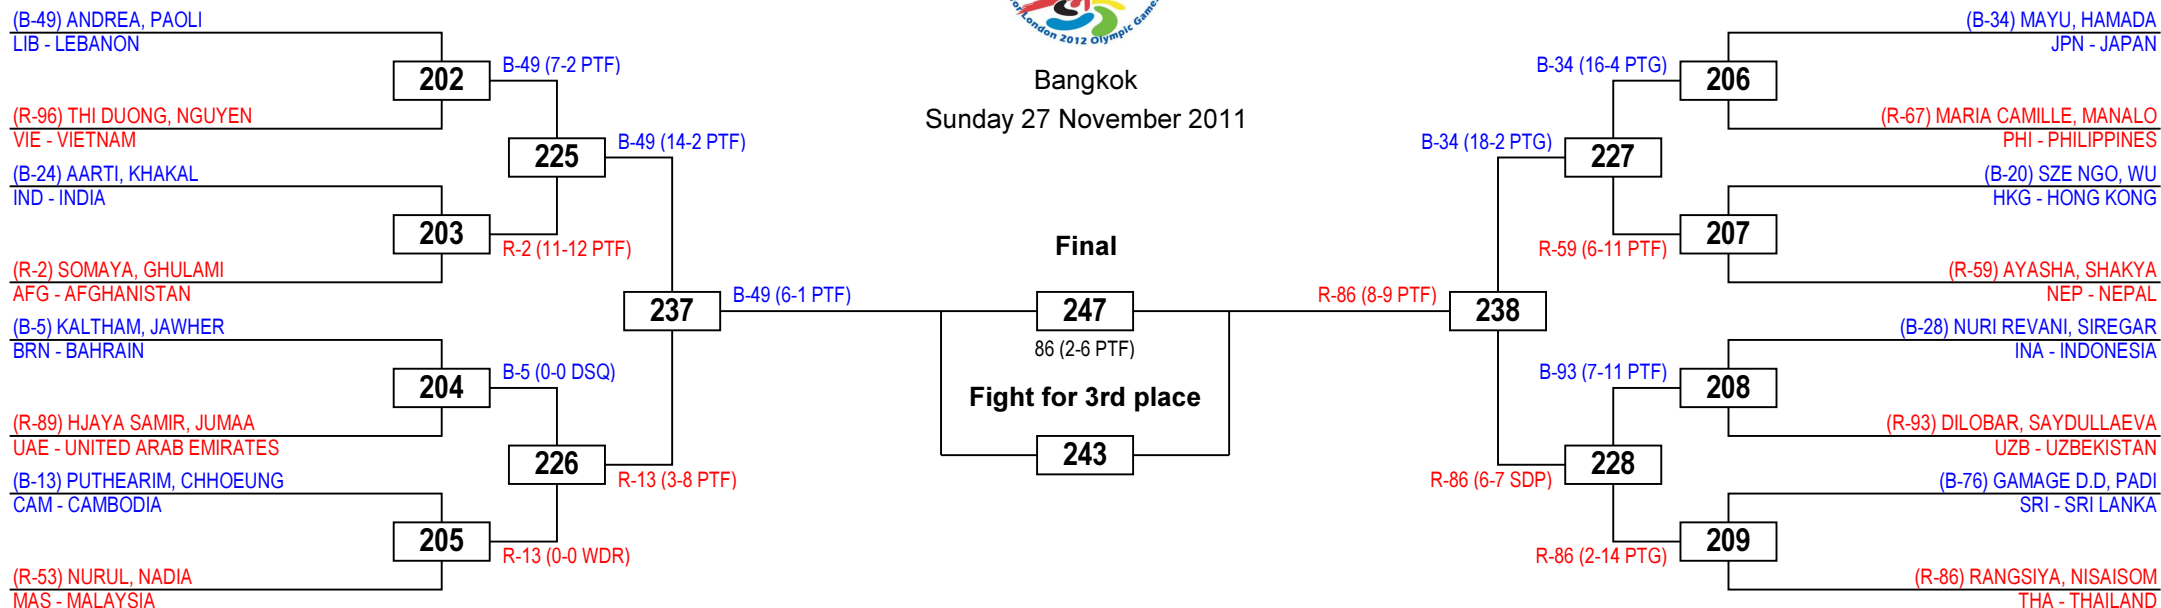 for London 2012 Olympic Games
Bangkok
Sunday 27 November 2011
(B-49) ANDREA, PAOLI
LIB - LEBANON
202
B-49 (7-2 PTF)
(R-96) THI DUONG, NGUYEN
VIE - VIETNAM
225
B-49 (14-2 PTF)
(B-24) AARTI, KHAKAL
IND - INDIA
203
R-2 (11-12 PTF)
(R-2) SOMAYA, GHULAMI
AFG - AFGHANISTAN
237
B-49 (6-1 PTF)
(B-5) KALTHAM, JAWHER
BRN - BAHRAIN
204
B-5 (0-0 DSQ)
(R-89) HJAYA SAMIR, JUMAA
UAE - UNITED ARAB EMIRATES
226
R-13 (3-8 PTF)
(B-13) PUTHEARIM, CHHOEUNG
CAM - CAMBODIA
205
R-13 (0-0 WDR)
(R-53) NURUL, NADIA
MAS - MALAYSIA
Final
247
86 (2-6 PTF)
Fight for 3rd place
243
(B-34) MAYU, HAMADA
JPN - JAPAN
B-34 (16-4 PTG)
206
(R-67) MARIA CAMILLE, MANALO
PHI - PHILIPPINES
B-34 (18-2 PTG)
227
(B-20) SZE NGO, WU
HKG - HONG KONG
R-59 (6-11 PTF)
207
(R-59) AYASHA, SHAKYA
NEP - NEPAL
R-86 (8-9 PTF)
238
(B-28) NURI REVANI, SIREGAR
INA - INDONESIA
B-93 (7-11 PTF)
208
(R-93) DILOBAR, SAYDULLAEVA
UZB - UZBEKISTAN
R-86 (6-7 SDP)
228
(B-76) GAMAGE D.D, PADI
SRI - SRI LANKA
R-86 (2-14 PTG)
209
(R-86) RANGSIYA, NISAISOM
THA - THAILAND